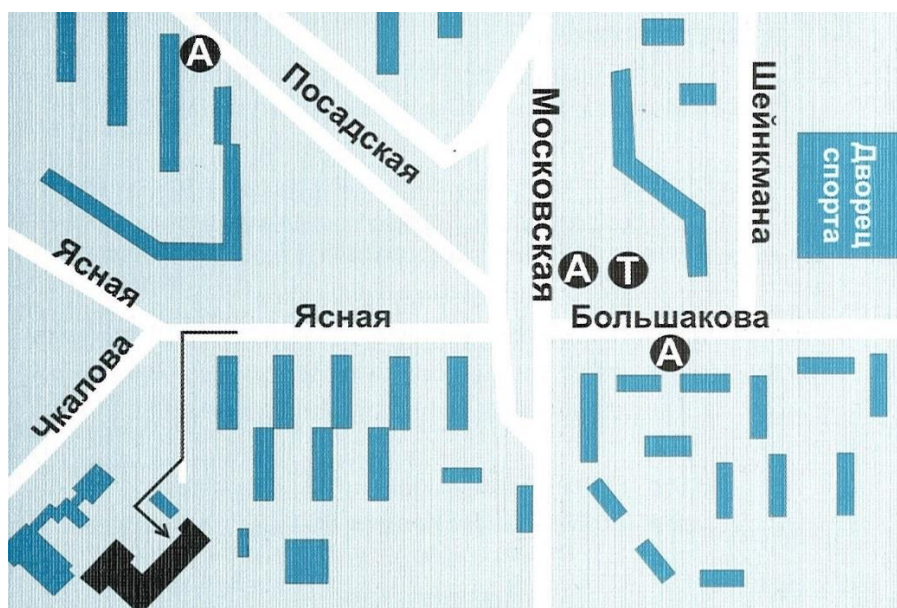 А
Посадская
Московская
Шейнкмана
Дворец
спорта
А
Т
Ясная
Ясная
Большакова
А
Чкалова